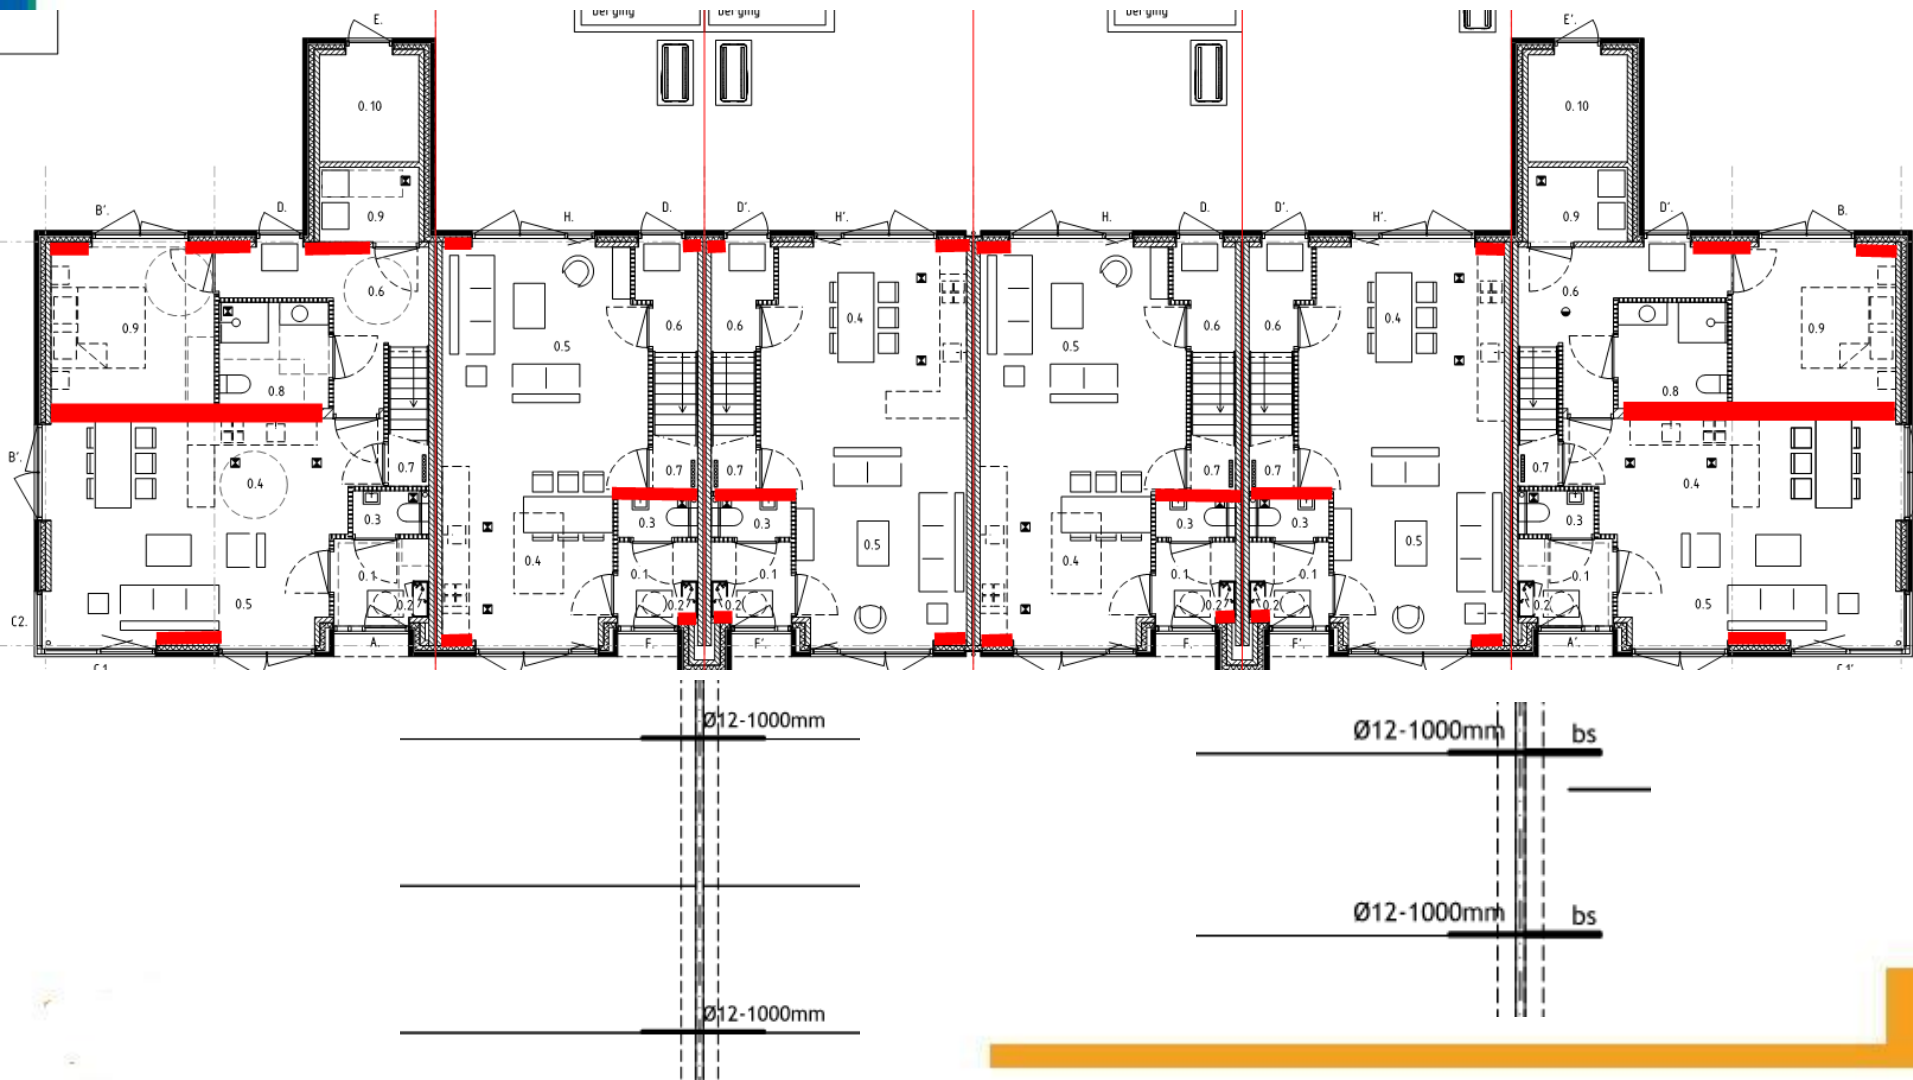 berging berging berging
E. E'.
0.10 0.10
B'. D. 0.9 H. D. D'. H'. H. D. D'. H'. 0.9 D'. B.
0.6 0.6
0.9 0.5 0.6 0.6 0.4 0.5 0.6 0.6 0.4 0.9
0.8 0.8
B'. 0.7 0.7 0.7 0.7 0.7 0.7
0.4 0.4
0.3 0.3 0.3 0.3 0.3 0.3
0.5 0.5
0.1 0.4 0.1 0.1 0.4 0.1 0.1 0.1
0.5 0.2 0.2 0.2 0.2 0.2 0.2 0.5
C2.
A. F. F'. F. F'. A'.
C1 C1'
Ø12-1000mm
Ø12-1000mm bs
Ø12-1000mm bs
Ø12-1000mm